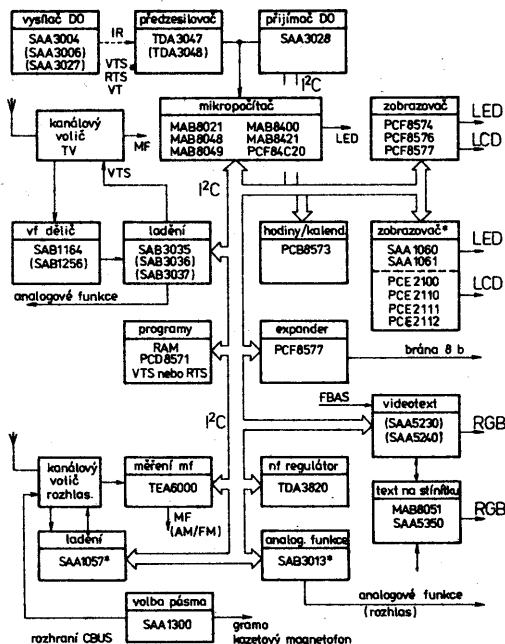 vysílač DO
SAA3004
(SAA3006)
(SAA3027)
IR
předzesilovač
TDA3047
(TDA3048)
VTS
RTS
VT
přijímač DO
SAA3028
I²C
kanálový
volič
TV
MF
VTS
mikropočítač
MAB8021 MAB8400
MAB8048 MAB8421
MAB8049 PCF84C20
LED
zobrazovač
PCF8574
PCF8576
PCF8577
LED
LCD
I²C
vf dělič
SAB1164
(SAB1256)
ladění
SAB3035
(SAB3036)
(SAB3037)
analogové funkce
hodiny/kalend.
PCB8573
zobrazovač*
SAA1060
SAA1061
PCE2100
PCE2110
PCE2111
PCE2112
LED
LCD
programy
RAM
PCD8571
VTS nebo RTS
expander
PCF8577
brána 8 b
I²C
FBAS
videotext
(SAA5230)
(SAA5240)
RGB
kanálový
volič
rozhlas.
měření mf
TEA6000
MF
(AM/FM)
nf regulátor
TDA3820
text na stínítku
MAB8051
SAA5350
RGB
ladění
SAA1057*
analog. funkce
SAB3013*
analogové funkce
(rozhlas)
volba pásma
SAA1300
gramo
kazetový magnetofon
rozhraní CBUS